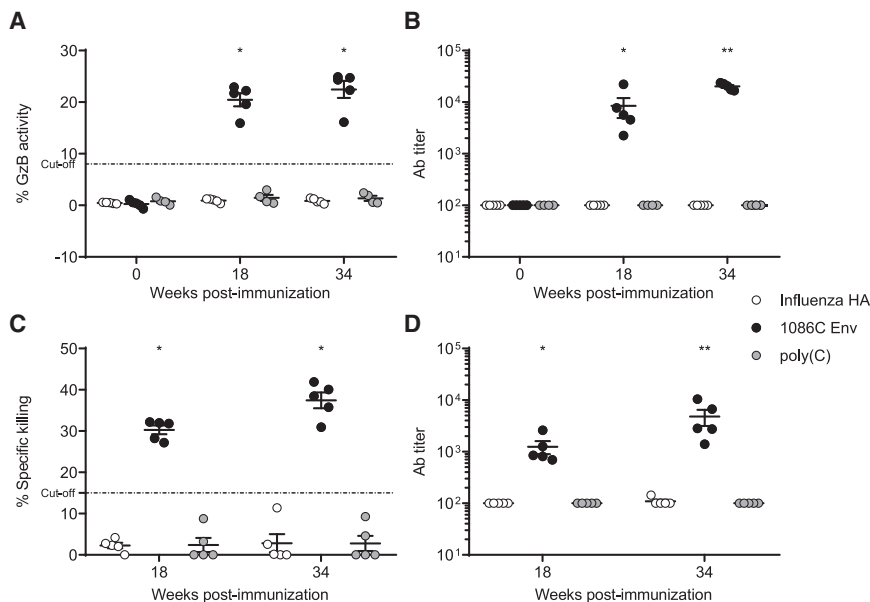 A
30
20
10
Cut-off
0
-10
% GzB activity
* *
0 18 34
Weeks post-immunization
B
10⁵
10⁴
10³
10²
10¹
Ab titer
* **
0 18 34
Weeks post-immunization
Influenza HA
1086C Env
poly(C)
C
50
40
30
20
Cut-off
10
0
% Specific killing
* *
18 34
Weeks post-immunization
D
10⁵
10⁴
10³
10²
10¹
Ab titer
* **
18 34
Weeks post-immunization